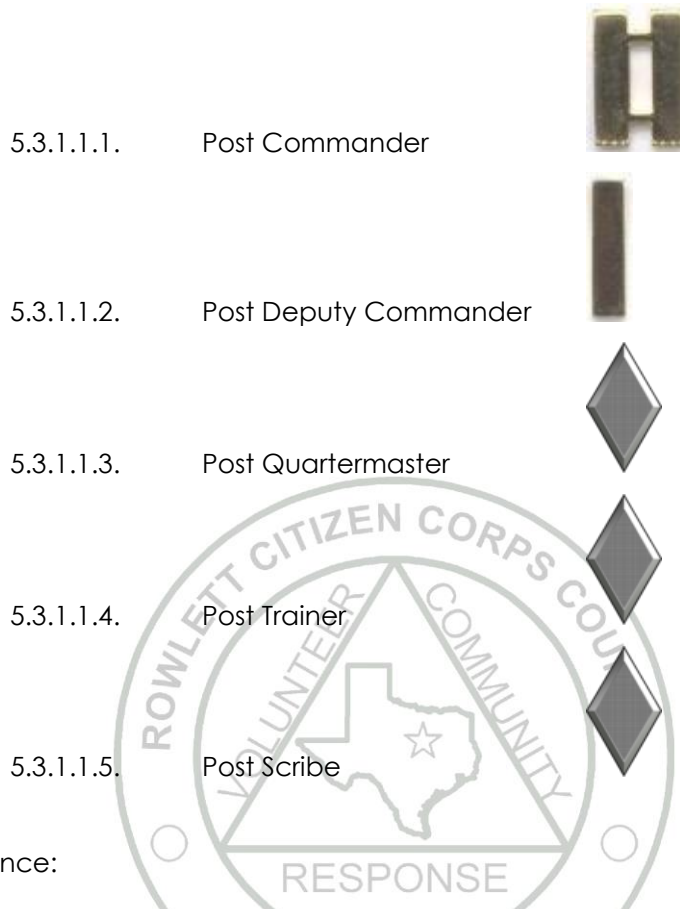 5.3.1.1.1. Post Commander
5.3.1.1.2. Post Deputy Commander
5.3.1.1.3. Post Quartermaster
5.3.1.1.4. Post Trainer
5.3.1.1.5. Post Scribe
nce:
ROWLETT CITIZEN CORPS COU
VOLUNTEER
COMMUNITY
RESPONSE